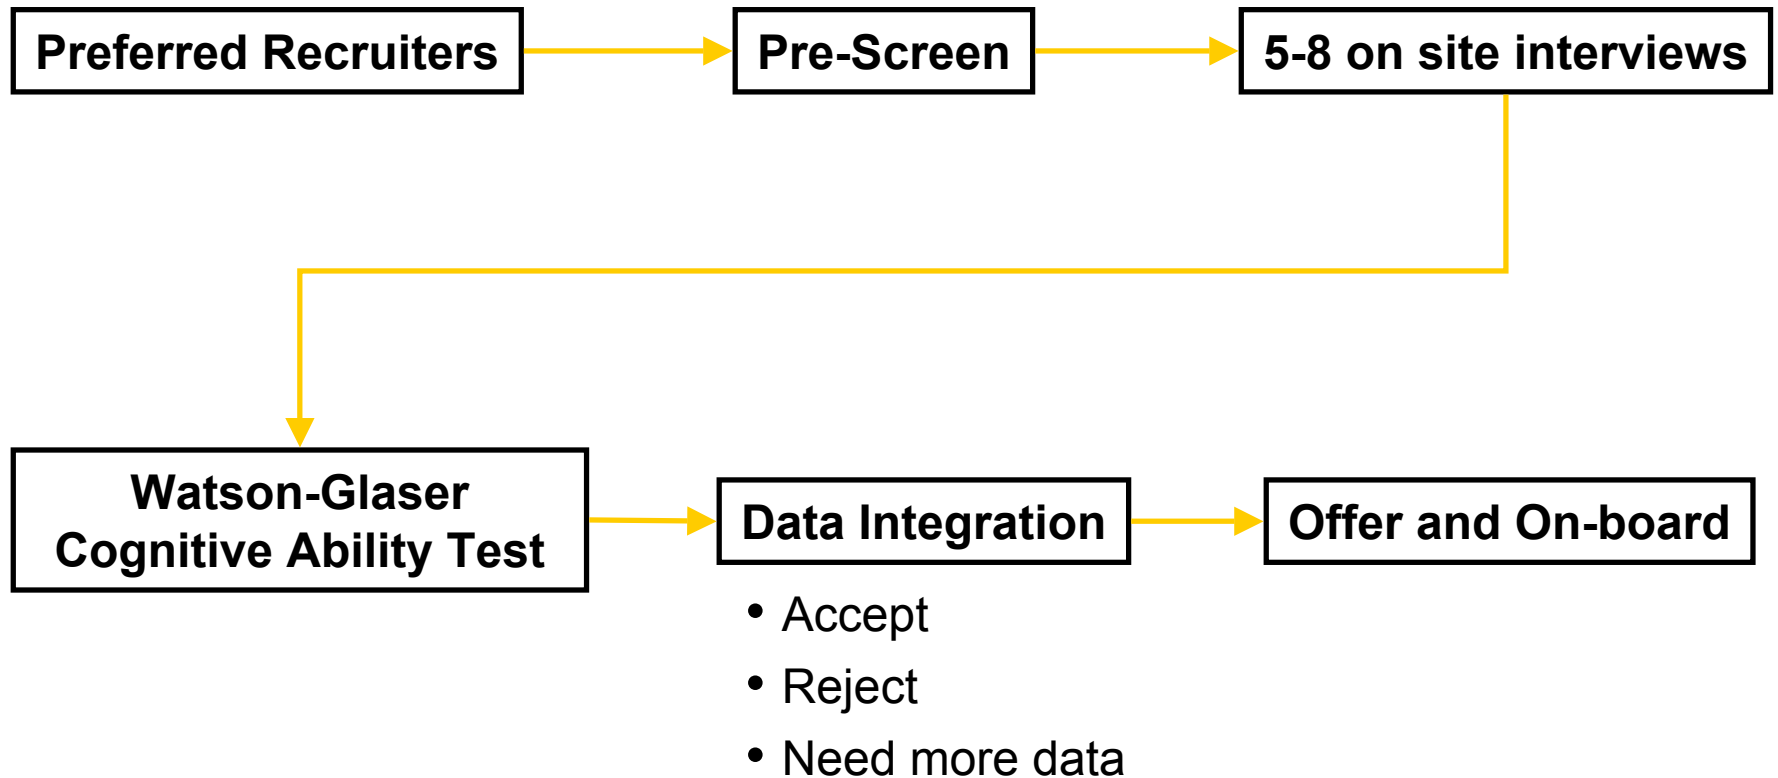 Preferred Recruiters
Pre-Screen
5-8 on site interviews
Watson-Glaser
Cognitive Ability Test
Data Integration
Offer and On-board
• Accept
• Reject
• Need more data